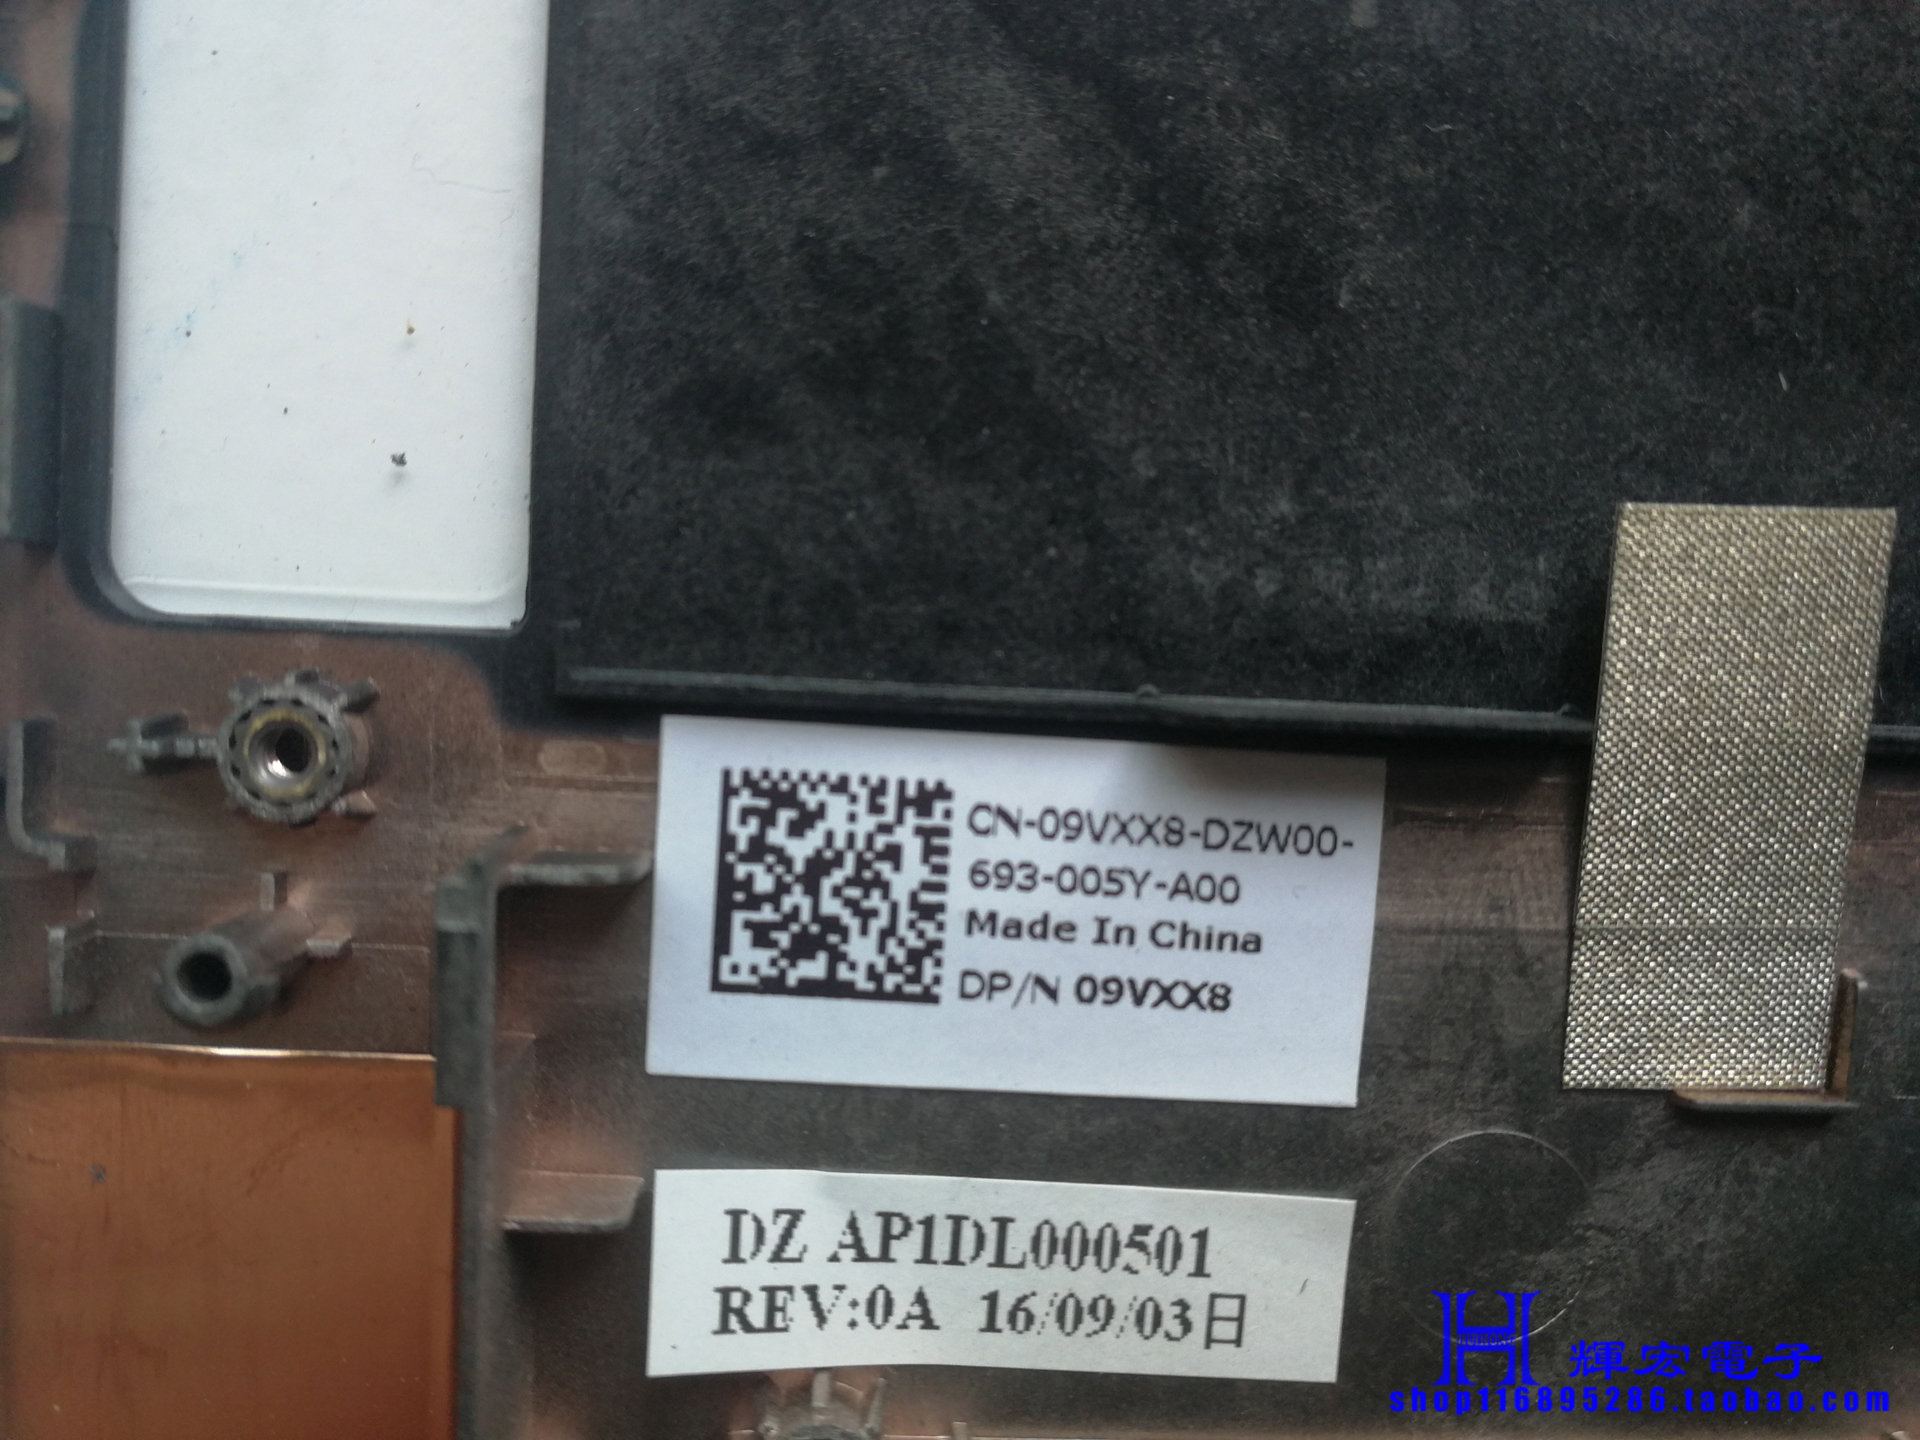 CN-09VXX8-DZW00-
693-005Y-A00
Made In China
DP/N 09VXX8
DZ AP1DL000501
REV:0A 16/09/03日
輝宏電子
shop116895286.taobao.com